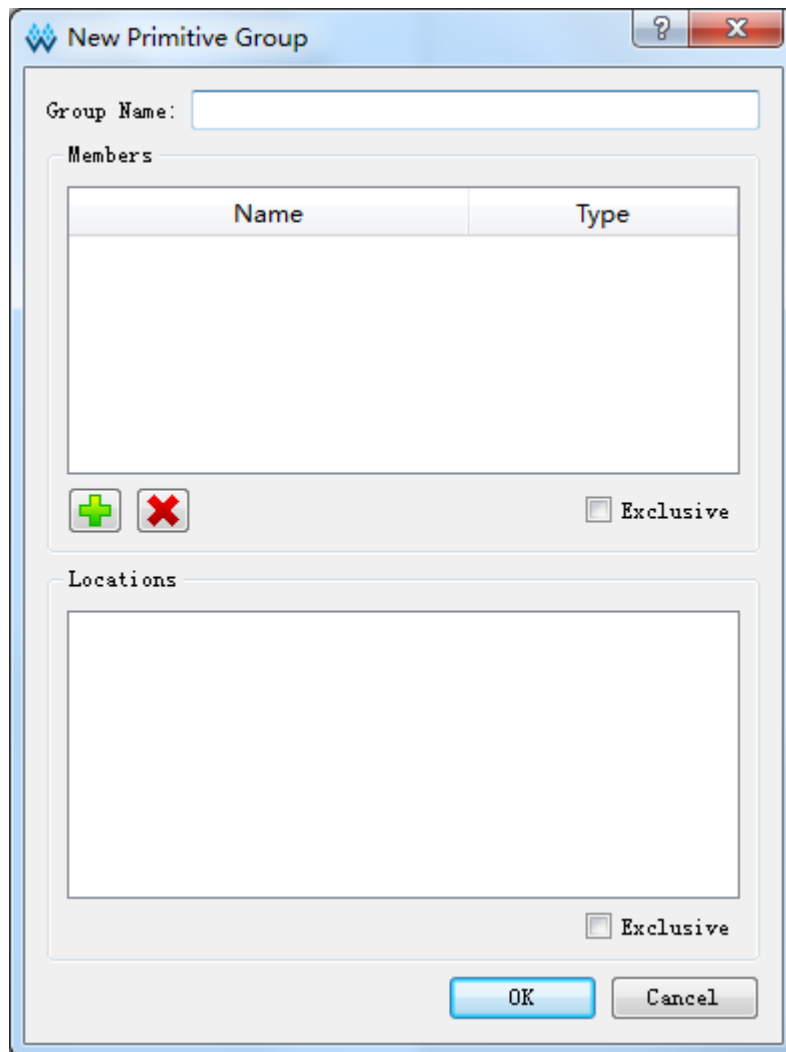 New Primitive Group
Group Name:
Members
Name Type
Exclusive
Locations
Exclusive
OK Cancel